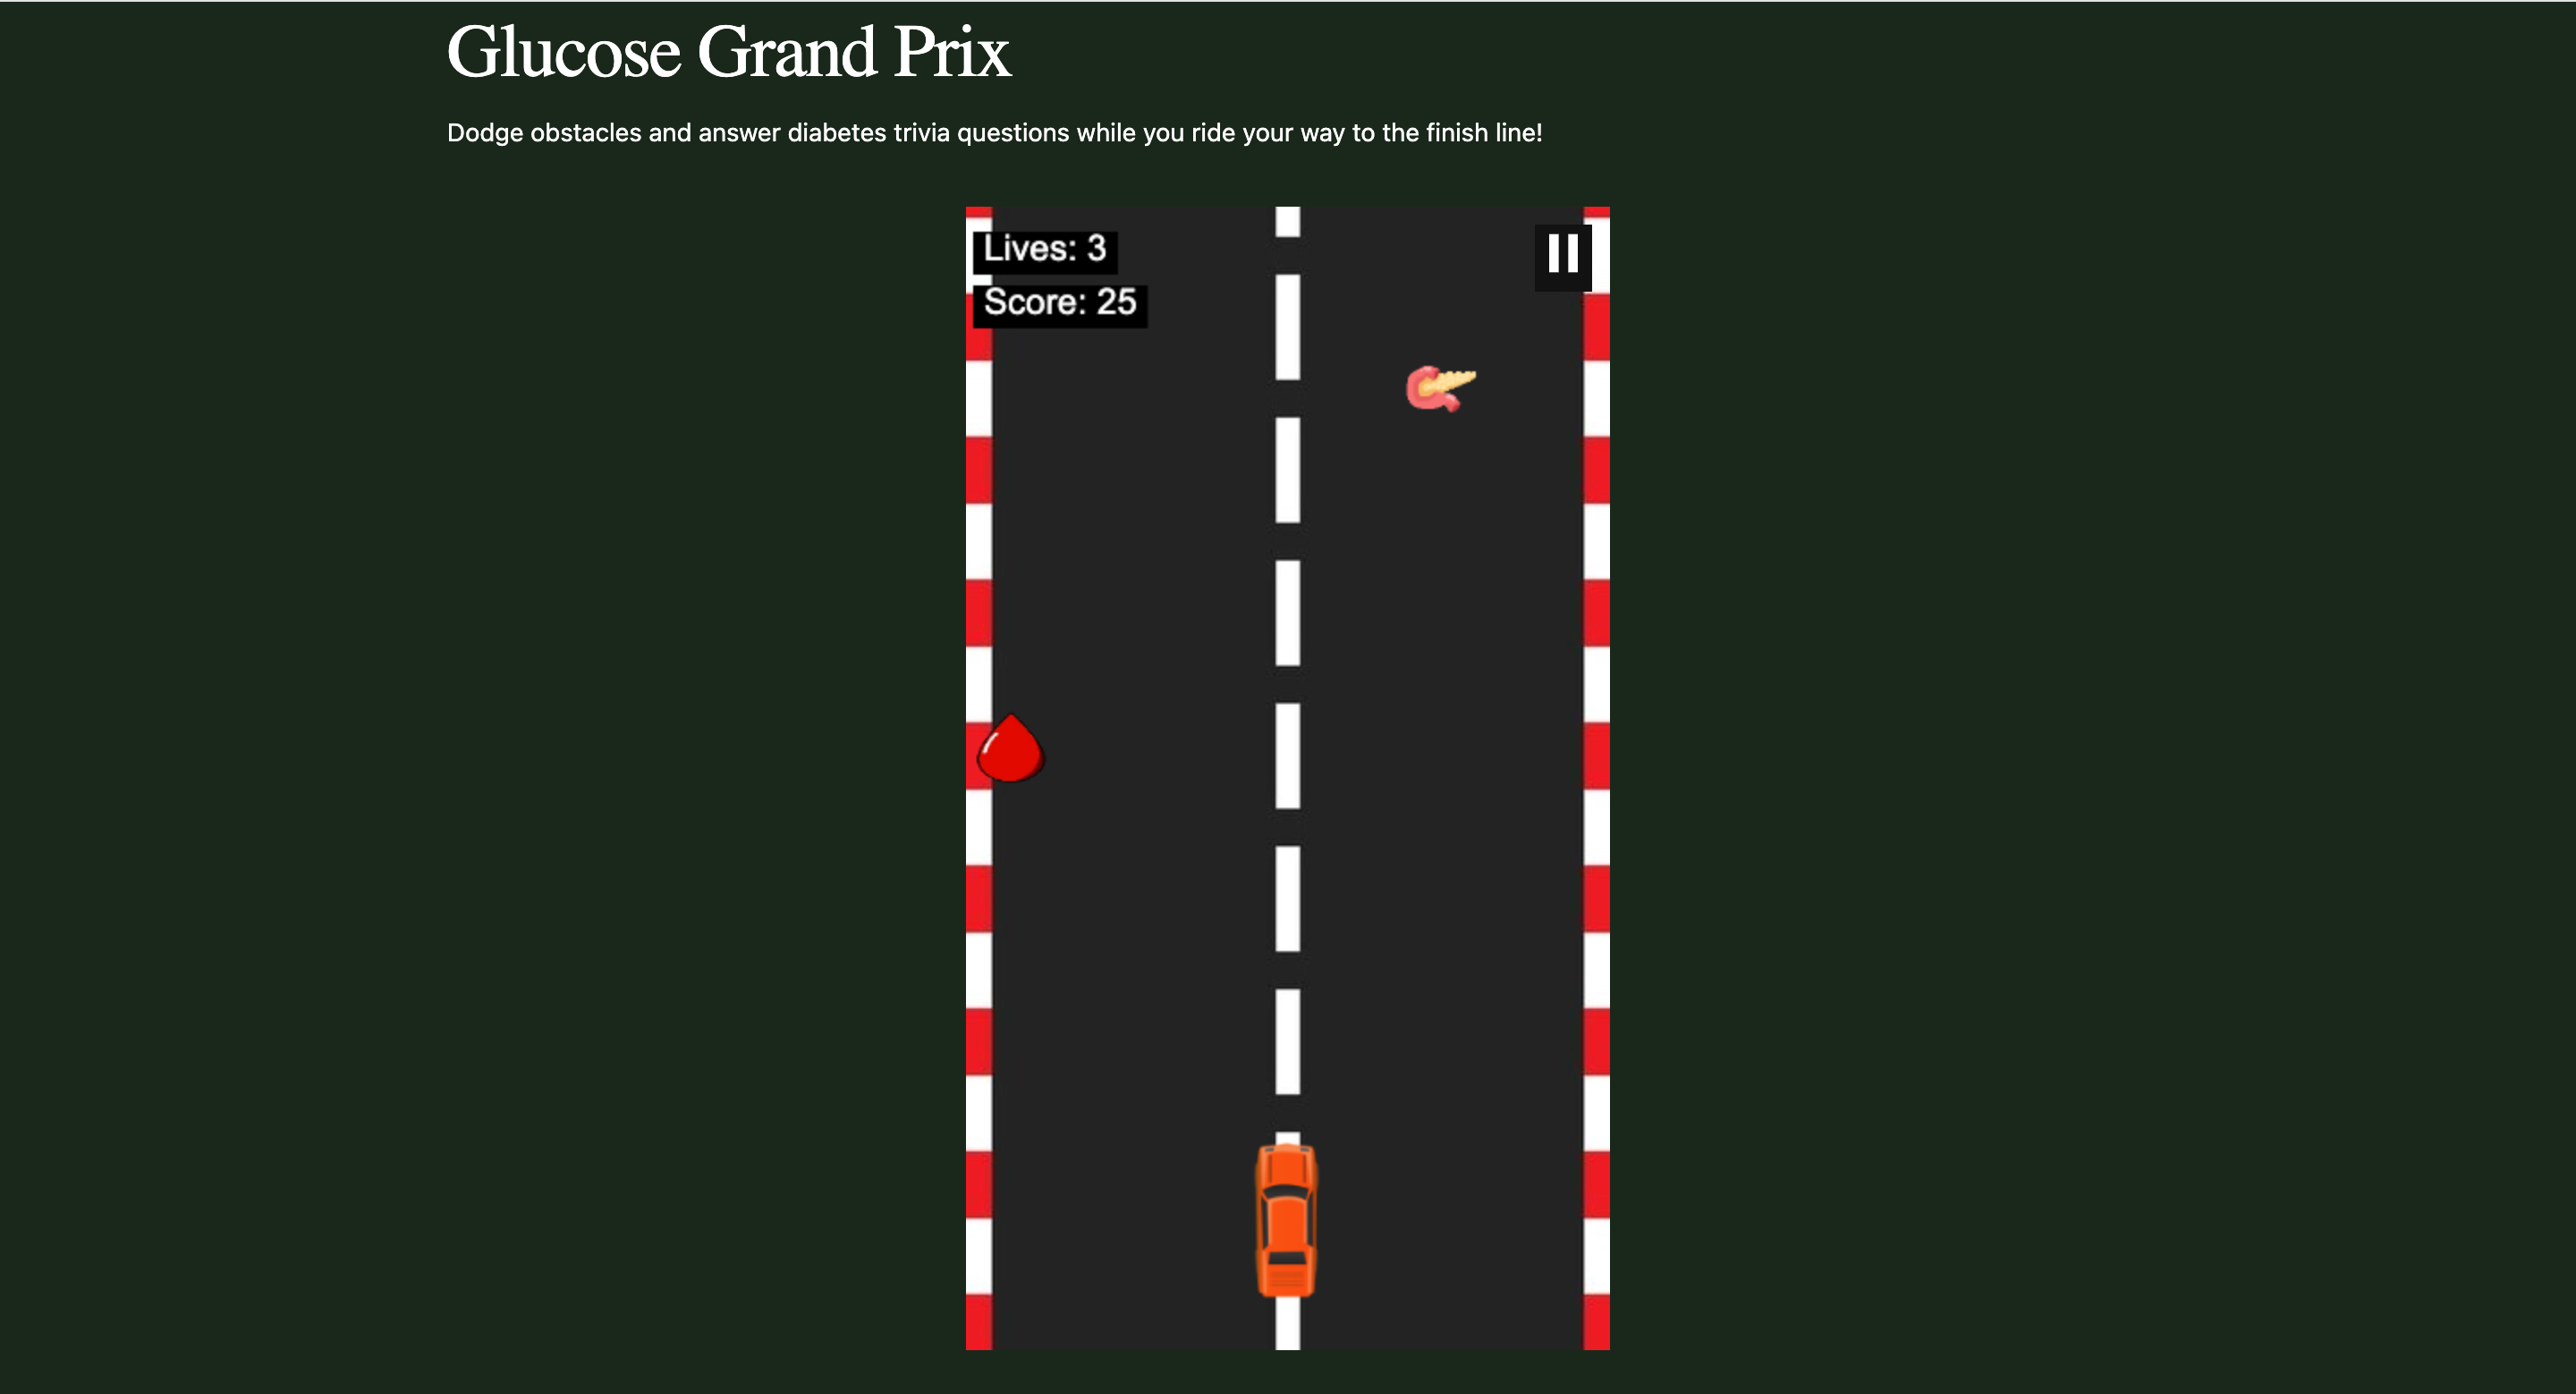 Glucose Grand Prix
Dodge obstacles and answer diabetes trivia questions while you ride your way to the finish line!
Lives: 3
Score: 25